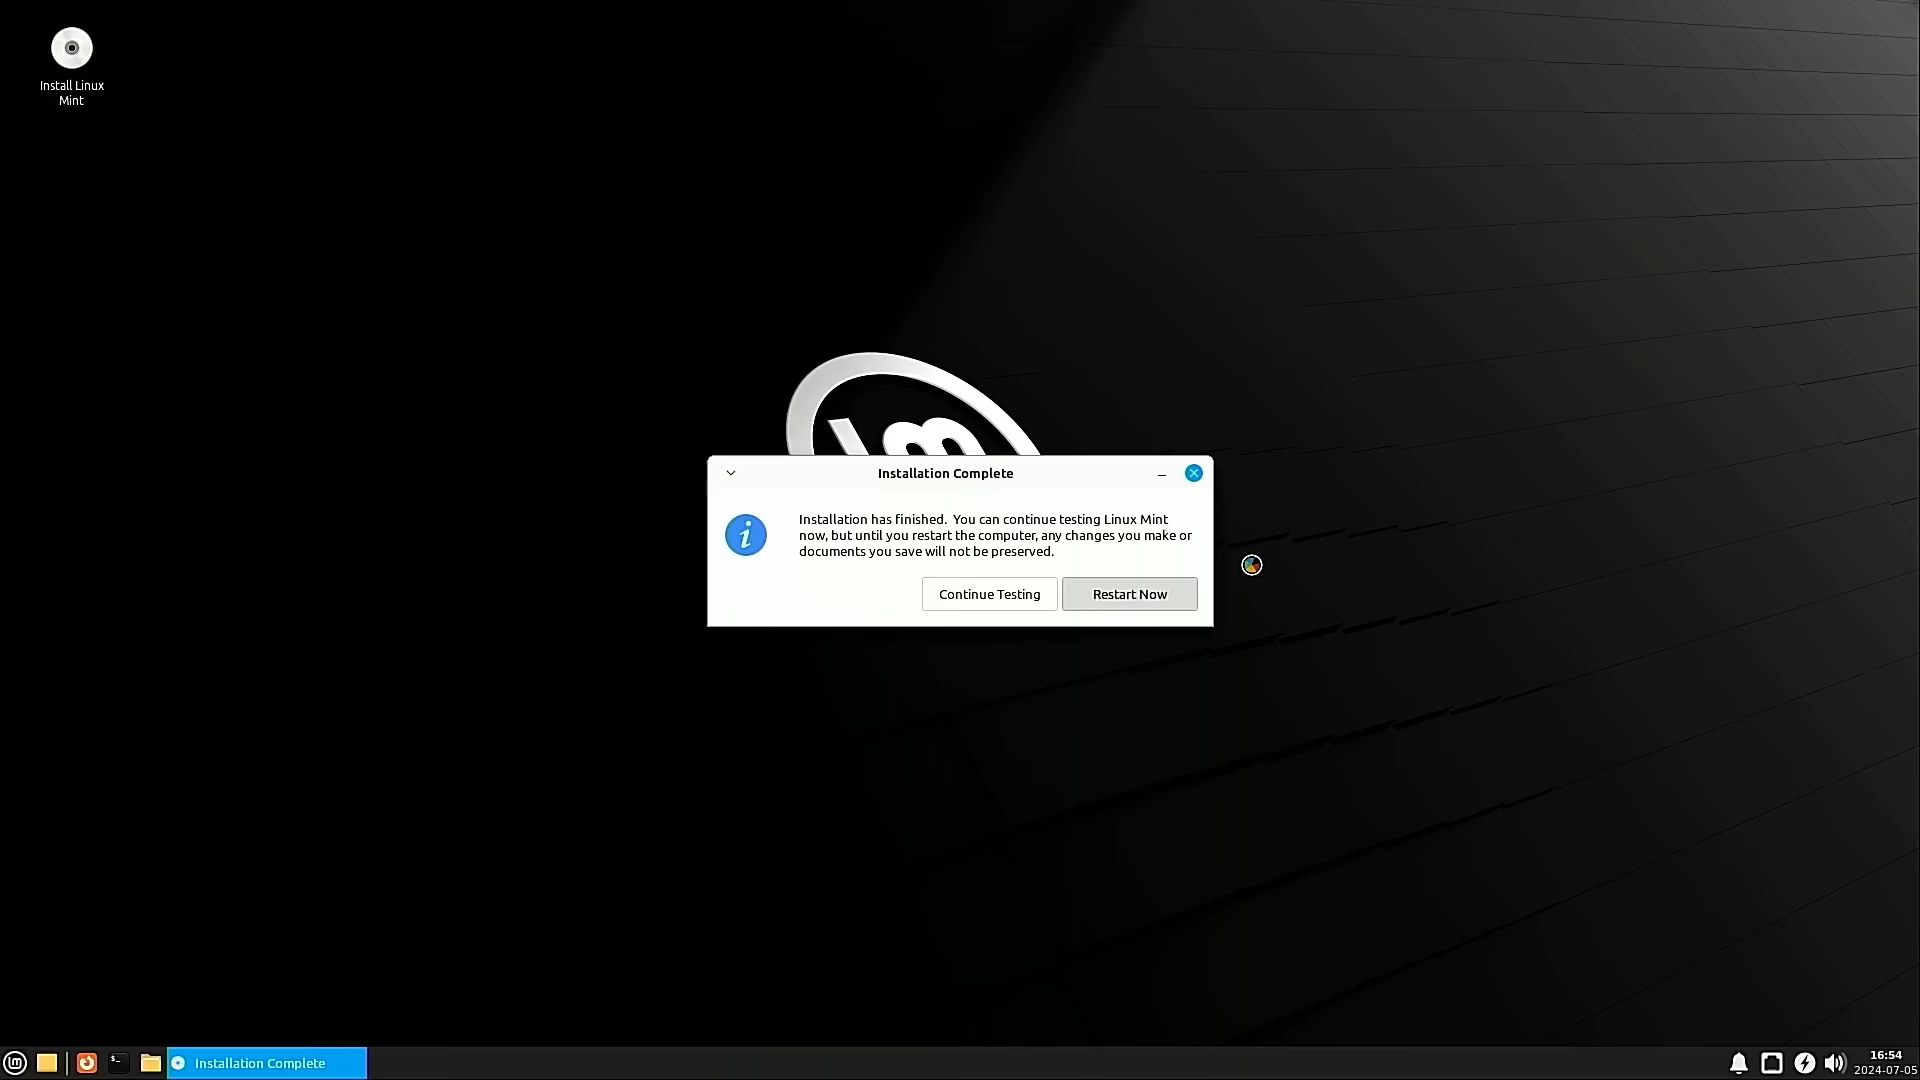 Install Linux
Mint
lm
Installation Complete
Installation has finished.  You can continue testing Linux Mint
now, but until you restart the computer, any changes you make or
documents you save will not be preserved.
Continue Testing
Restart Now
Installation Complete
16:54
2024-07-05